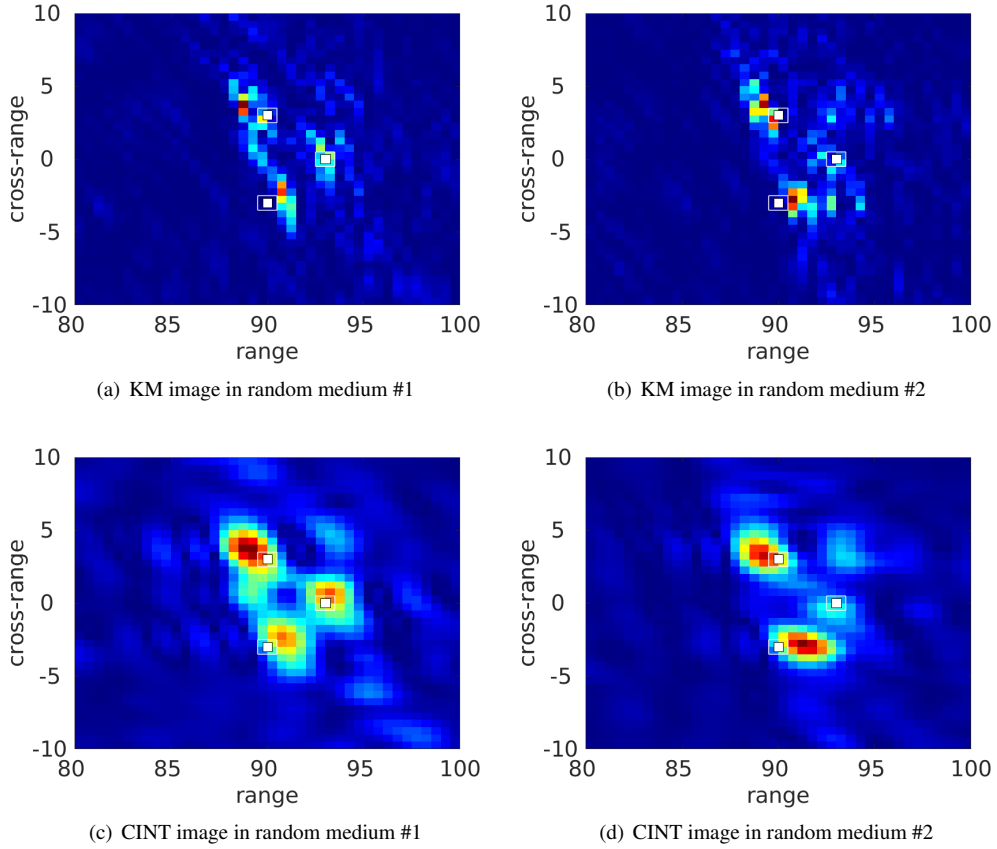 10
5
0
-5
-10
cross-range
80 85 90 95 100
range
(a) KM image in random medium #1
10
5
0
-5
-10
cross-range
80 85 90 95 100
range
(b) KM image in random medium #2
10
5
0
-5
-10
cross-range
80 85 90 95 100
range
(c) CINT image in random medium #1
10
5
0
-5
-10
cross-range
80 85 90 95 100
range
(d) CINT image in random medium #2